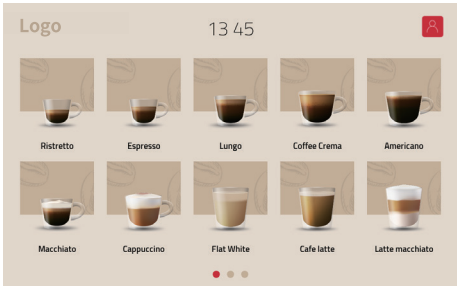 Logo
13 45
Ristretto
Espresso
Lungo
Coffee Crema
Americano
Macchiato
Cappuccino
Flat White
Cafe latte
Latte macchiato